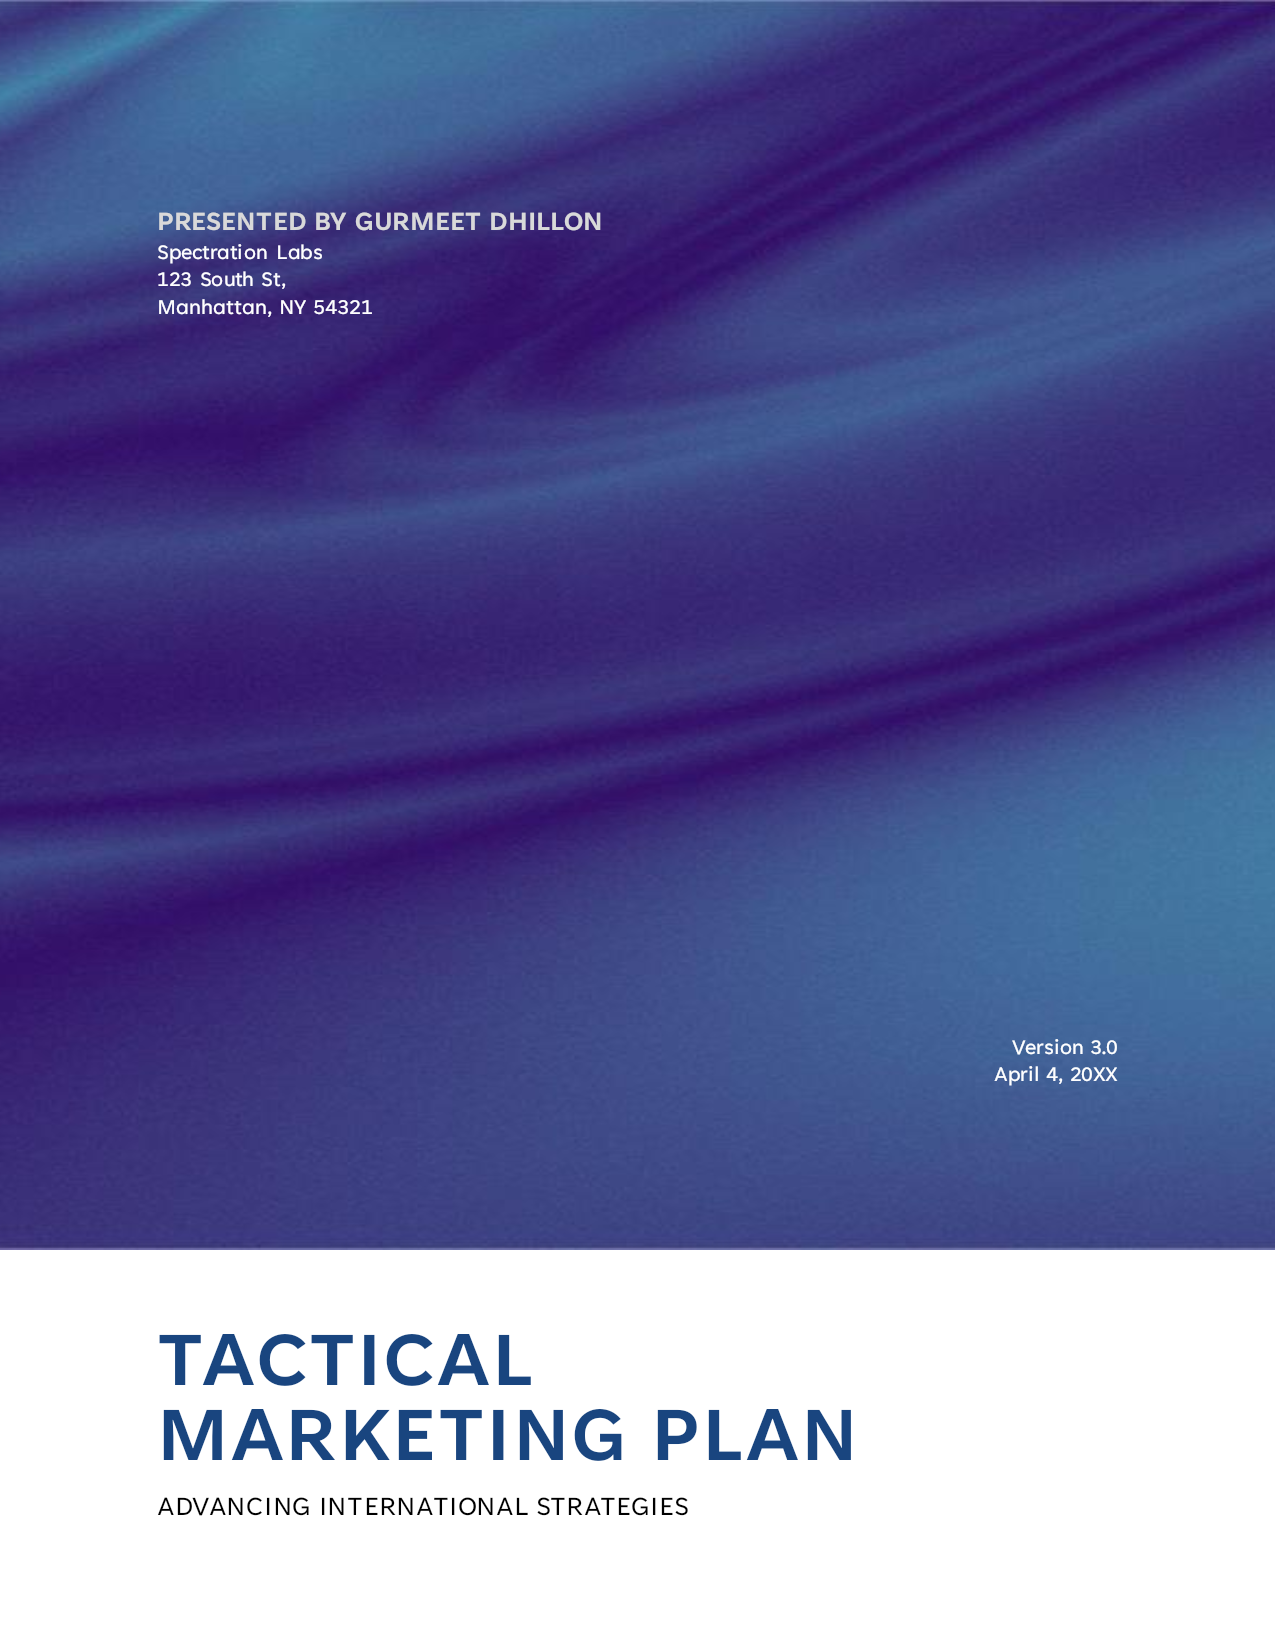 PRESENTED BY GURMEET DHILLON
Spectration Labs
123 South St,
Manhattan, NY 54321
Version 3.0
April 4, 20XX
TACTICAL
MARKETING PLAN
ADVANCING INTERNATIONAL STRATEGIES